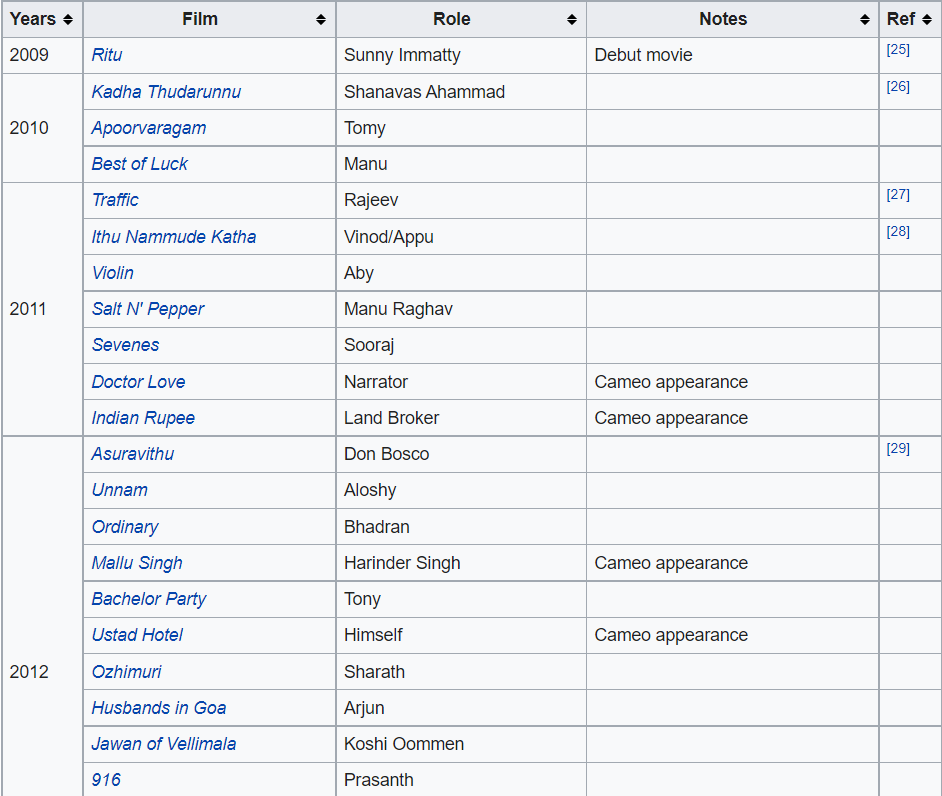 Years Film Role Notes Ref
2009 Ritu Sunny Immatty Debut movie [25]
2010 Kadha Thudarunnu Shanavas Ahammad [26]
Apoorvaragam Tomy
Best of Luck Manu
2011 Traffic Rajeev [27]
Ithu Nammude Katha Vinod/Appu [28]
Violin Aby
Salt N' Pepper Manu Raghav
Sevenes Sooraj
Doctor Love Narrator Cameo appearance
Indian Rupee Land Broker Cameo appearance
2012 Asuravithu Don Bosco [29]
Unnam Aloshy
Ordinary Bhadran
Mallu Singh Harinder Singh Cameo appearance
Bachelor Party Tony
Ustad Hotel Himself Cameo appearance
Ozhimuri Sharath
Husbands in Goa Arjun
Jawan of Vellimala Koshi Oommen
916 Prasanth